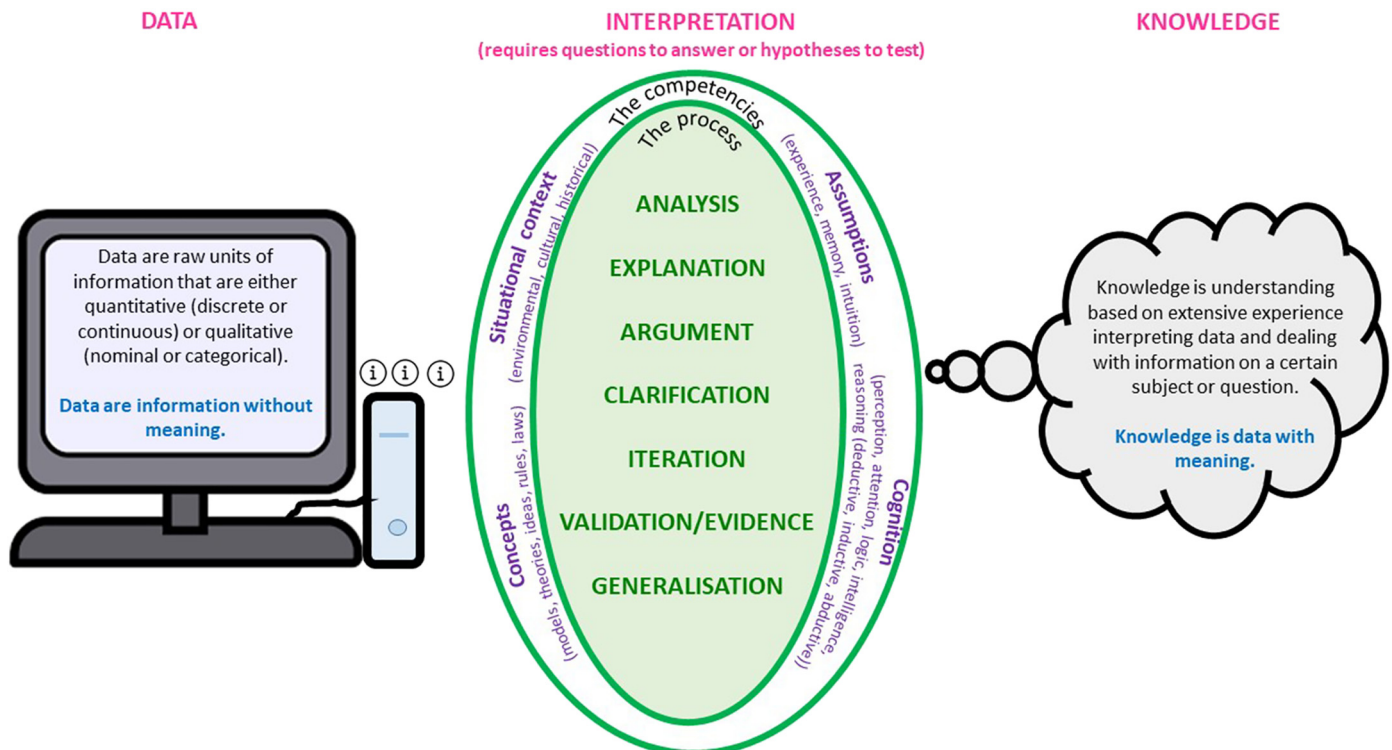 DATA
INTERPRETATION
(requires questions to answer or hypotheses to test)
KNOWLEDGE
Data are raw units of
information that are either
quantitative (discrete or
continuous) or qualitative
(nominal or categorical).
Data are information without
meaning.
i i i
The competencies
The process
Situational context
(environmental, cultural, historical)
Concepts
(models, theories, ideas, rules, laws)
ANALYSIS
EXPLANATION
ARGUMENT
CLARIFICATION
ITERATION
VALIDATION/EVIDENCE
GENERALISATION
Assumptions
(experience, memory, intuition)
Cognition
(perception, attention, logic, intelligence,
reasoning (deductive, inductive, abductive))
Knowledge is understanding
based on extensive experience
interpreting data and dealing
with information on a certain
subject or question.
Knowledge is data with
meaning.